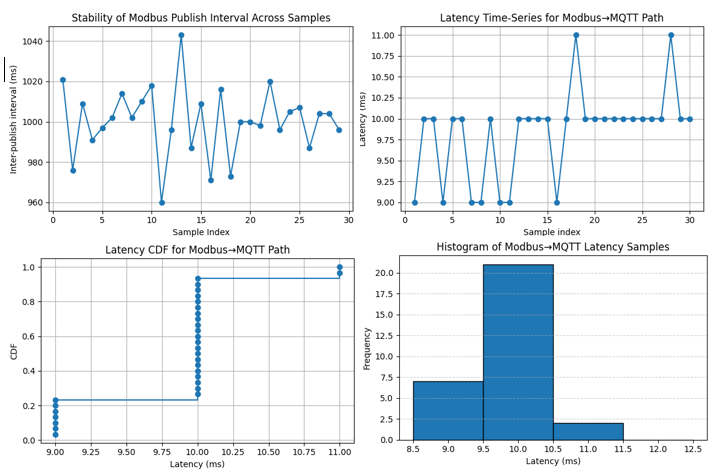 Stability of Modbus Publish Interval Across Samples
Inter-publish interval (ms)
1040
1020
1000
980
960
0 5 10 15 20 25 30
Sample Index
Latency Time-Series for Modbus→MQTT Path
Latency (ms)
11.00
10.75
10.50
10.25
10.00
9.75
9.50
9.25
9.00
0 5 10 15 20 25 30
Sample index
Latency CDF for Modbus→MQTT Path
CDF
1.0
0.8
0.6
0.4
0.2
0.0
9.00 9.25 9.50 9.75 10.00 10.25 10.50 10.75 11.00
Latency (ms)
Histogram of Modbus→MQTT Latency Samples
Frequency
20.0
17.5
15.0
12.5
10.0
7.5
5.0
2.5
0.0
8.5 9.0 9.5 10.0 10.5 11.0 11.5 12.0 12.5
Latency (ms)